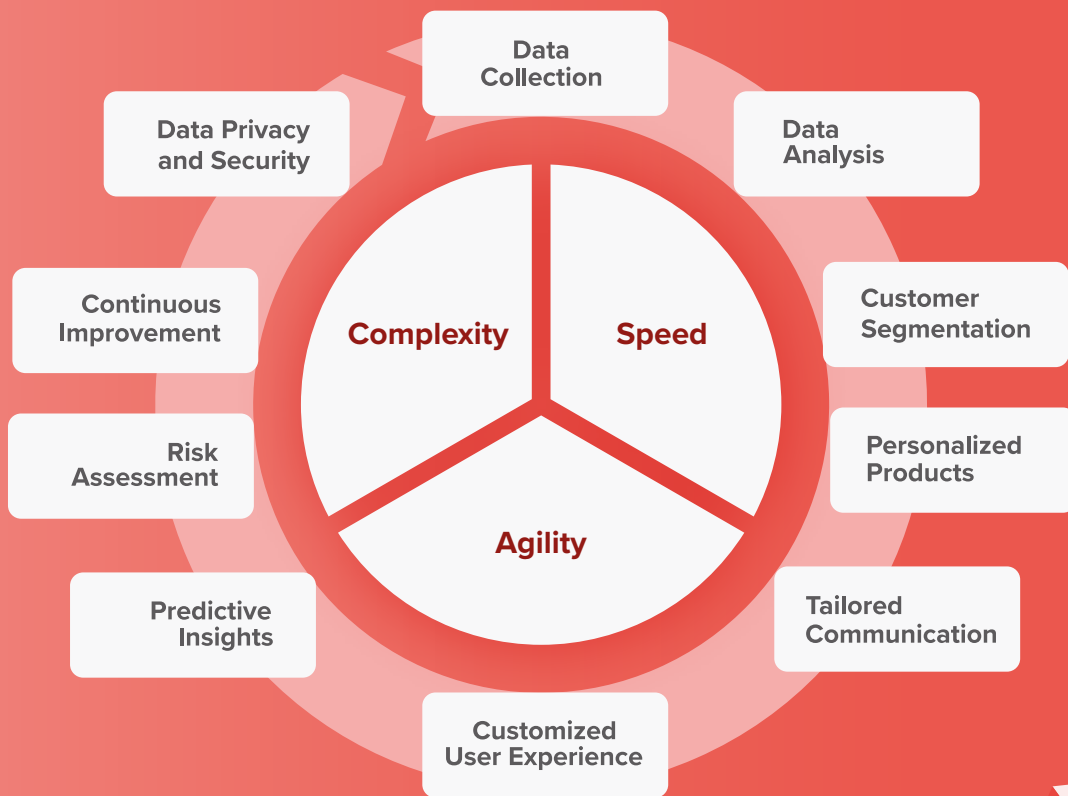 Data
Collection
Data
Analysis
Customer
Segmentation
Personalized
Products
Tailored
Communication
Customized
User Experience
Predictive
Insights
Risk
Assessment
Continuous
Improvement
Data Privacy
and Security
Complexity
Speed
Agility